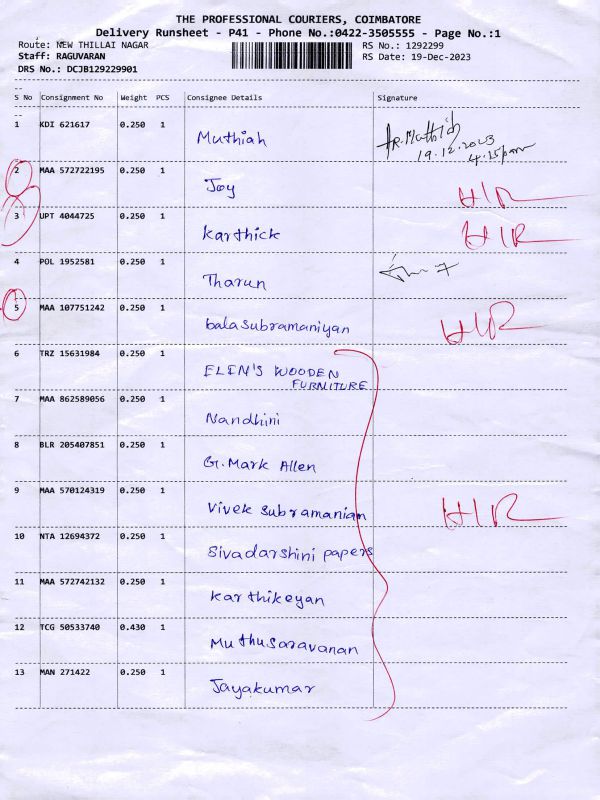 THE PROFESSIONAL COURIERS, COIMBATORE
Delivery Runsheet - P41 - Phone No.:0422-3505555 - Page No.:1
Route: NEW THILLAI NAGAR
RS No.: 1292299
Staff: RAGUVARAN
RS Date: 19-Dec-2023
DRS No.: DCJB129229901
S No Consignment No Weight PCS Consignee Details Signature
1 KDI 621617 0.250 1 Muthiah R.Muthiah
19.12.2023
4.25pm
2 MAA 572722195 0.250 1 Joy HIR
3 UPT 4044725 0.250 1 Karthick HIR
4 POL 1952581 0.250 1 Tharun
5 MAA 107751242 0.250 1 balasubramaniyan HIR
6 TRZ 15631984 0.250 1 ELEN'S WOODEN
FURNITURE
7 MAA 862589056 0.250 1 Nandhini
8 BLR 205407851 0.250 1 G.Mark Allen
9 MAA 570124319 0.250 1 Vivek Subramaniam HIR
10 NTA 12694372 0.250 1 Sivadarshini papers
11 MAA 572742132 0.250 1 Karthikeyan
12 TCG 50533740 0.430 1 Muthusaravanan
13 MAN 271422 0.250 1 Jayakumar